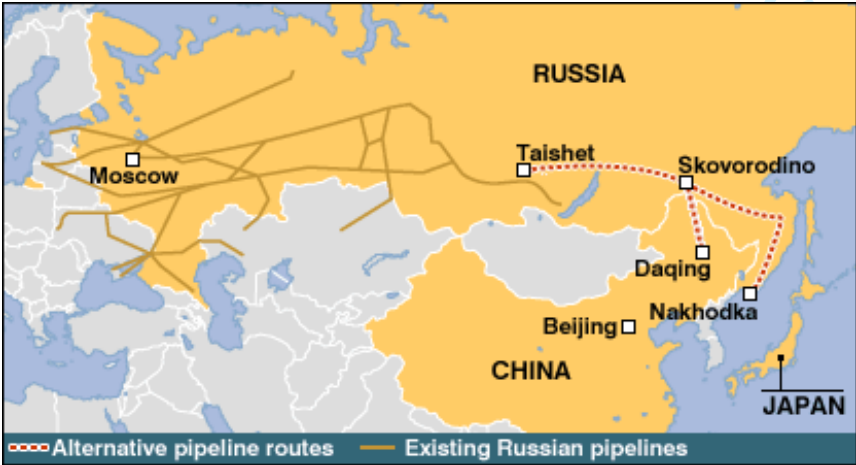 RUSSIA
Taishet
Skovorodino
Moscow
Daqing
Nakhodka
Beijing
CHINA
JAPAN
Alternative pipeline routes
Existing Russian pipelines